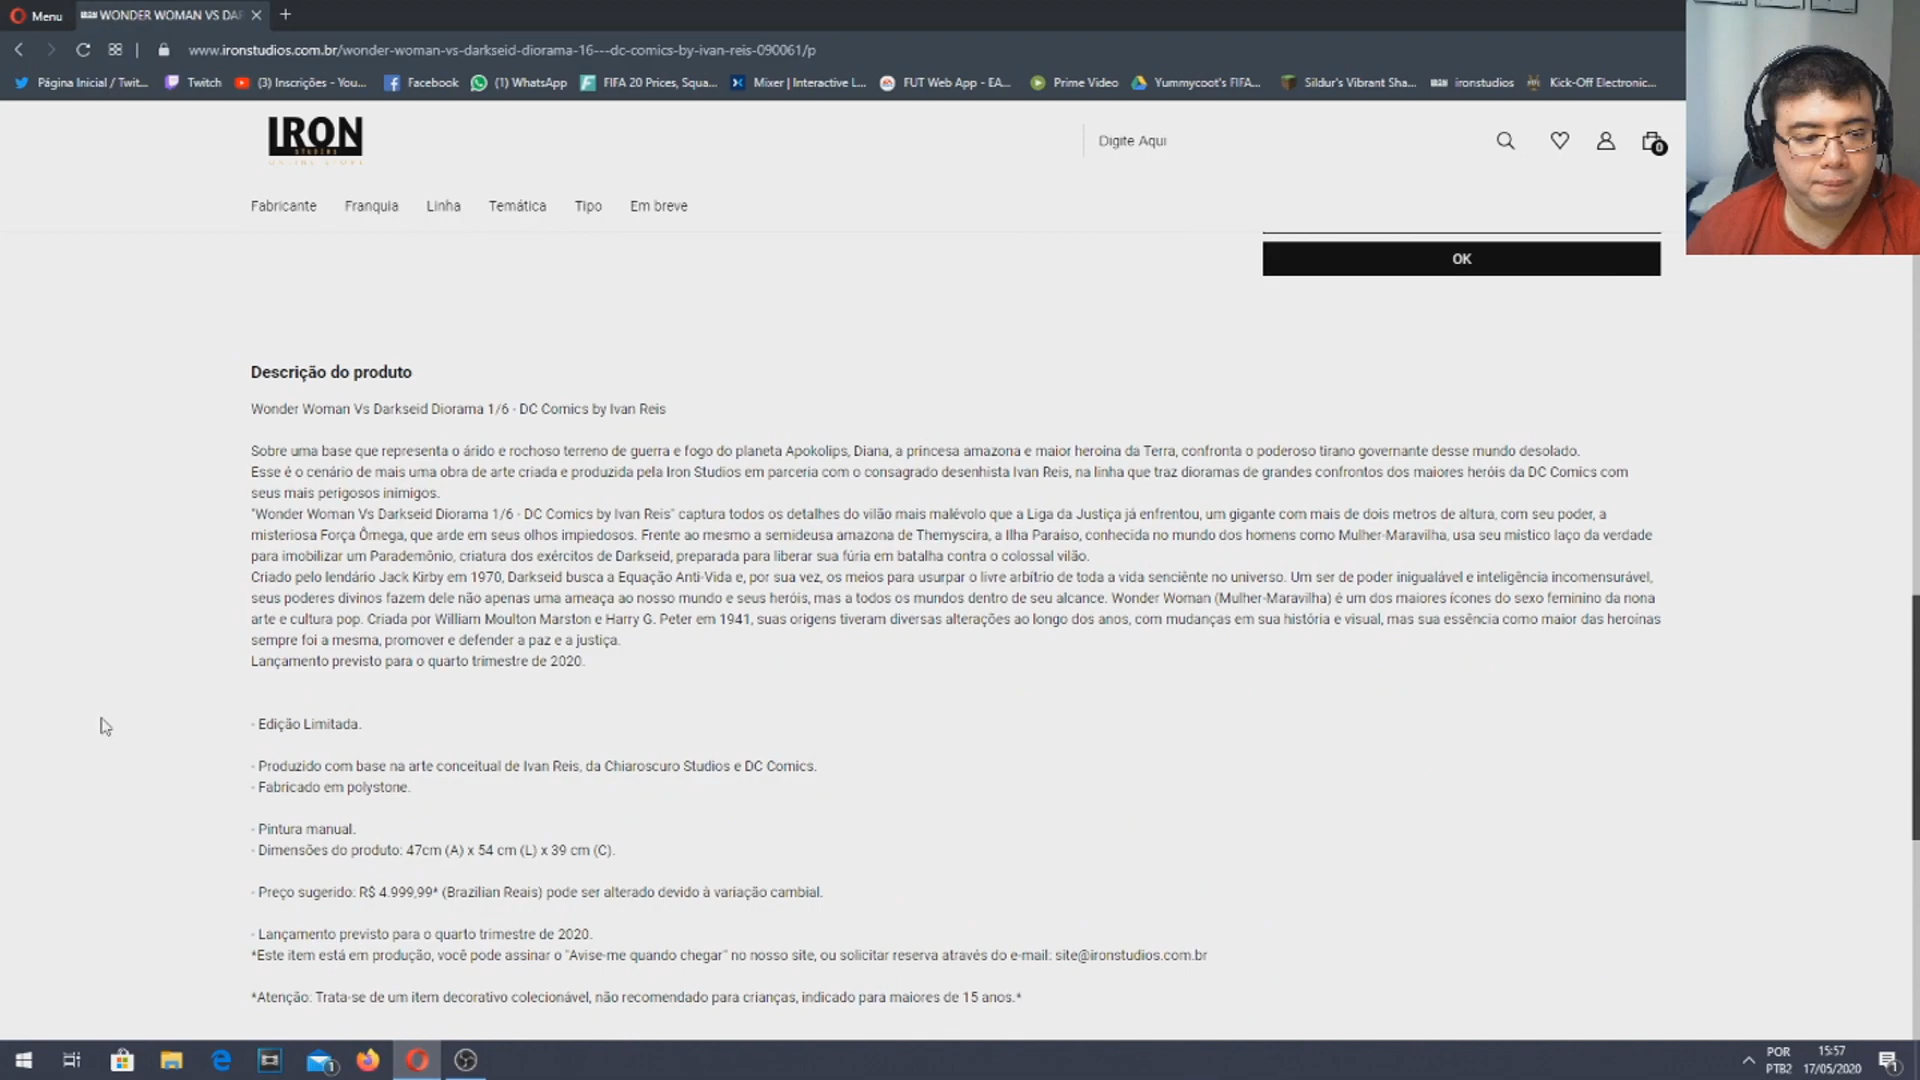 Menu
WONDER WOMAN VS DAR
www.ironstudios.com.br/wonder-woman-vs-darkseid-diorama-16---dc-comics-by-ivan-reis-090061/p
Página Inicial / Twit...
Twitch
(3) Inscrições - You...
Facebook
(1) WhatsApp
FIFA 20 Prices, Squa...
Mixer | Interactive L...
FUT Web App - EA...
Prime Video
Yummycoot's FIFA...
Sildur's Vibrant Sha...
ironstudios
Kick-Off Electronic...
IRON
STUDIOS
ONLINE STORE
Digite Aqui
0
Fabricante
Franquia
Linha
Temática
Tipo
Em breve
OK
Descrição do produto
Wonder Woman Vs Darkseid Diorama 1/6 - DC Comics by Ivan Reis
Sobre uma base que representa o árido e rochoso terreno de guerra e fogo do planeta Apokolips, Diana, a princesa amazona e maior heroina da Terra, confronta o poderoso tirano governante desse mundo desolado.
Esse é o cenário de mais uma obra de arte criada e produzida pela Iron Studios em parceria com o consagrado desenhista Ivan Reis, na linha que traz dioramas de grandes confrontos dos maiores heróis da DC Comics com
seus mais perigosos inimigos.
"Wonder Woman Vs Darkseid Diorama 1/6 - DC Comics by Ivan Reis" captura todos os detalhes do vilão mais malévolo que a Liga da Justiça já enfrentou, um gigante com mais de dois metros de altura, com seu poder, a
misteriosa Força Ômega, que arde em seus olhos impiedosos. Frente ao mesmo a semideusa amazona de Themyscira, a Ilha Paraíso, conhecida no mundo dos homens como Mulher-Maravilha, usa seu místico laço da verdade
para imobilizar um Parademônio, criatura dos exércitos de Darkseid, preparada para liberar sua fúria em batalha contra o colossal vilão.
Criado pelo lendário Jack Kirby em 1970, Darkseid busca a Equação Anti-Vida e, por sua vez, os meios para usurpar o livre arbítrio de toda a vida senciênte no universo. Um ser de poder inigualável e inteligência incomensurável,
seus poderes divinos fazem dele não apenas uma ameaça ao nosso mundo e seus heróis, mas a todos os mundos dentro de seu alcance. Wonder Woman (Mulher-Maravilha) é um dos maiores ícones do sexo feminino da nona
arte e cultura pop. Criada por William Moulton Marston e Harry G. Peter em 1941, suas origens tiveram diversas alterações ao longo dos anos, com mudanças em sua história e visual, mas sua essência como maior das heroinas
sempre foi a mesma, promover e defender a paz e a justiça.
Lançamento previsto para o quarto trimestre de 2020.
- Edição Limitada.
- Produzido com base na arte conceitual de Ivan Reis, da Chiaroscuro Studios e DC Comics.
- Fabricado em polystone.
- Pintura manual.
- Dimensões do produto: 47cm (A) x 54 cm (L) x 39 cm (C).
- Preço sugerido: R$ 4.999,99* (Brazilian Reais) pode ser alterado devido à variação cambial.
- Lançamento previsto para o quarto trimestre de 2020.
*Este item está em produção, você pode assinar o "Avise-me quando chegar" no nosso site, ou solicitar reserva através do e-mail: site@ironstudios.com.br
*Atenção: Trata-se de um item decorativo colecionável, não recomendado para crianças, indicado para maiores de 15 anos.*
1
POR
PTB2
15:57
17/05/2020
1